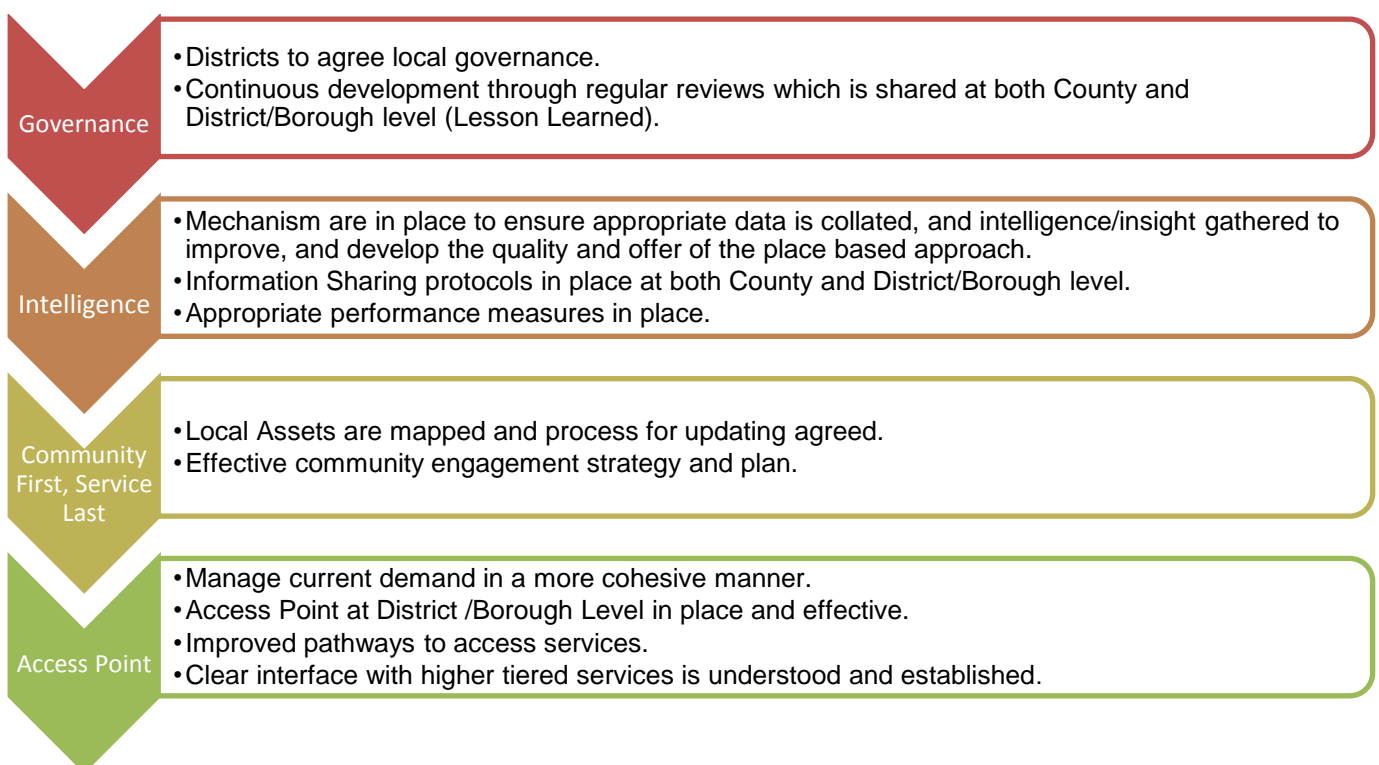 Governance
•Districts to agree local governance.
•Continuous development through regular reviews which is shared at both County and
District/Borough level (Lesson Learned).
Intelligence
•Mechanism are in place to ensure appropriate data is collated, and intelligence/insight gathered to
improve, and develop the quality and offer of the place based approach.
•Information Sharing protocols in place at both County and District/Borough level.
•Appropriate performance measures in place.
Community
First, Service
Last
•Local Assets are mapped and process for updating agreed.
•Effective community engagement strategy and plan.
Access Point
•Manage current demand in a more cohesive manner.
•Access Point at District /Borough Level in place and effective.
•Improved pathways to access services.
•Clear interface with higher tiered services is understood and established.